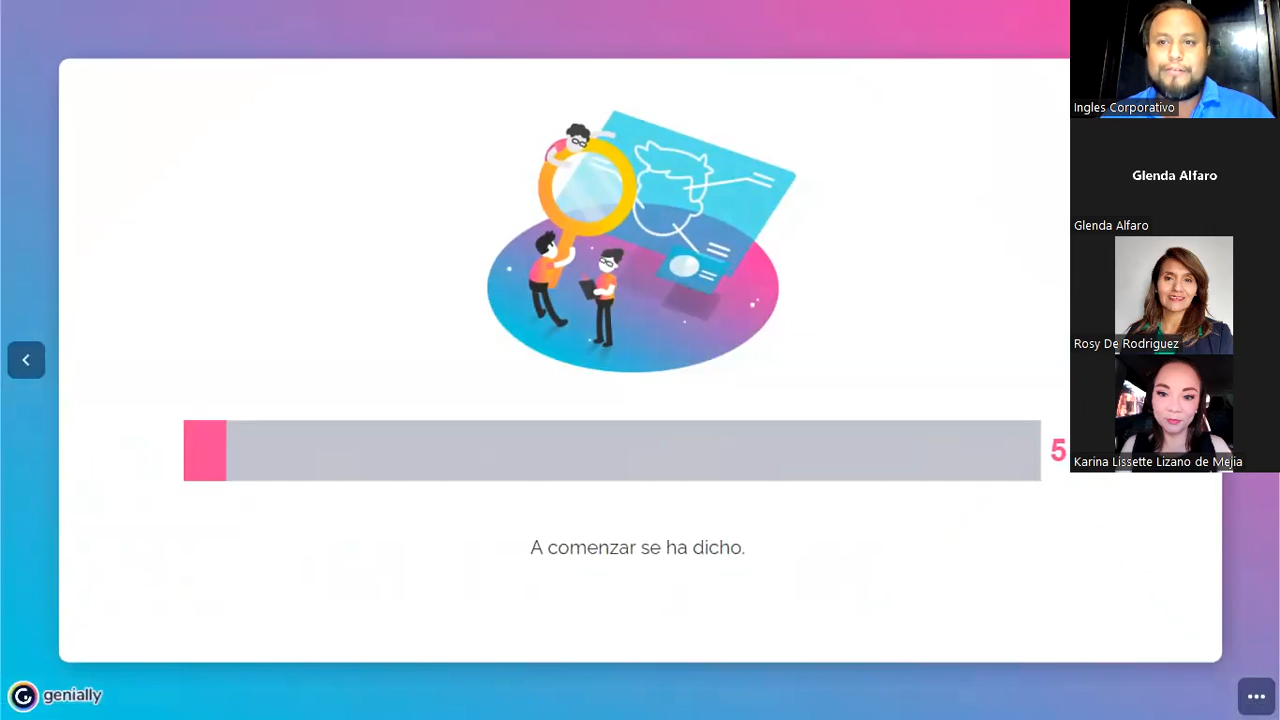 Ingles Corporativo
Glenda Alfaro
Glenda Alfaro
Rosy De Rodriguez
Karina Lissette Lizano de Mejia
5
A comenzar se ha dicho.
genially